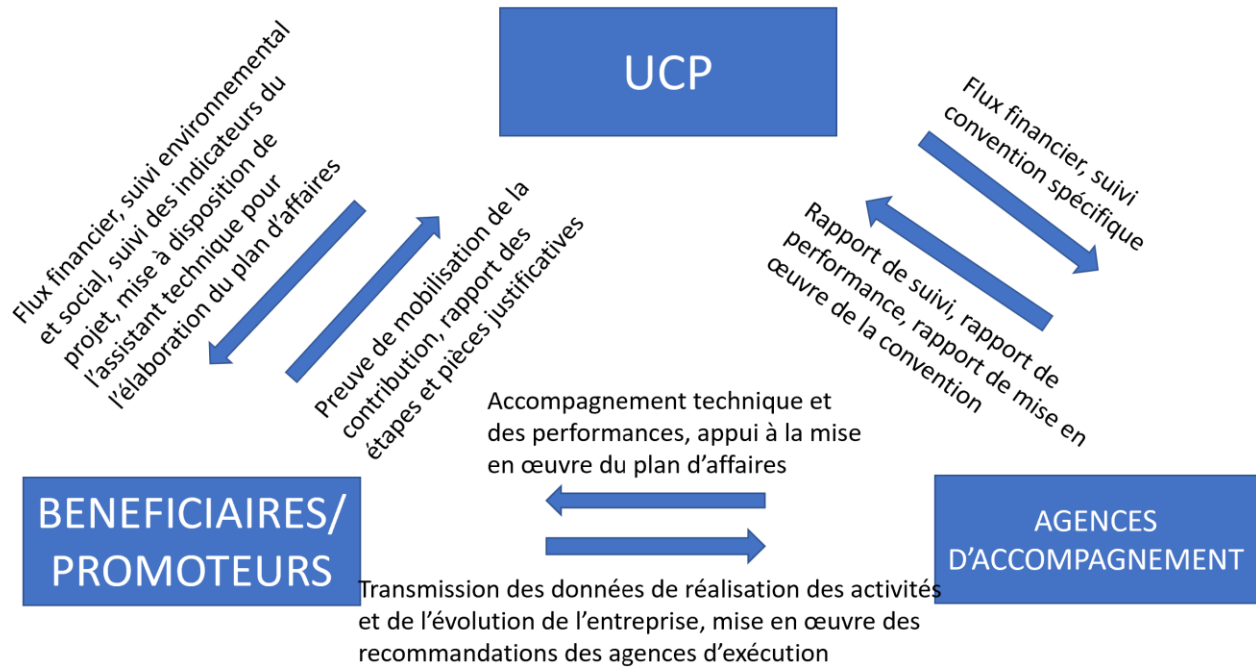 UCP
Flux financier, suivi environnemental
et social, suivi des indicateurs du
projet, mise à disposition de
l'assistant technique pour
l'élaboration du plan d'affaires
Preuve de mobilisation de la
contribution, rapport des
étapes et pièces justificatives
Flux financier, suivi
convention spécifique
Rapport de suivi, rapport de
performance, rapport de mise en
œuvre de la convention
Accompagnement technique et
des performances, appui à la mise
en œuvre du plan d'affaires
BENEFICIAIRES/
PROMOTEURS
AGENCES
D'ACCOMPAGNEMENT
Transmission des données de réalisation des activités
et de l'évolution de l'entreprise, mise en œuvre des
recommandations des agences d'exécution